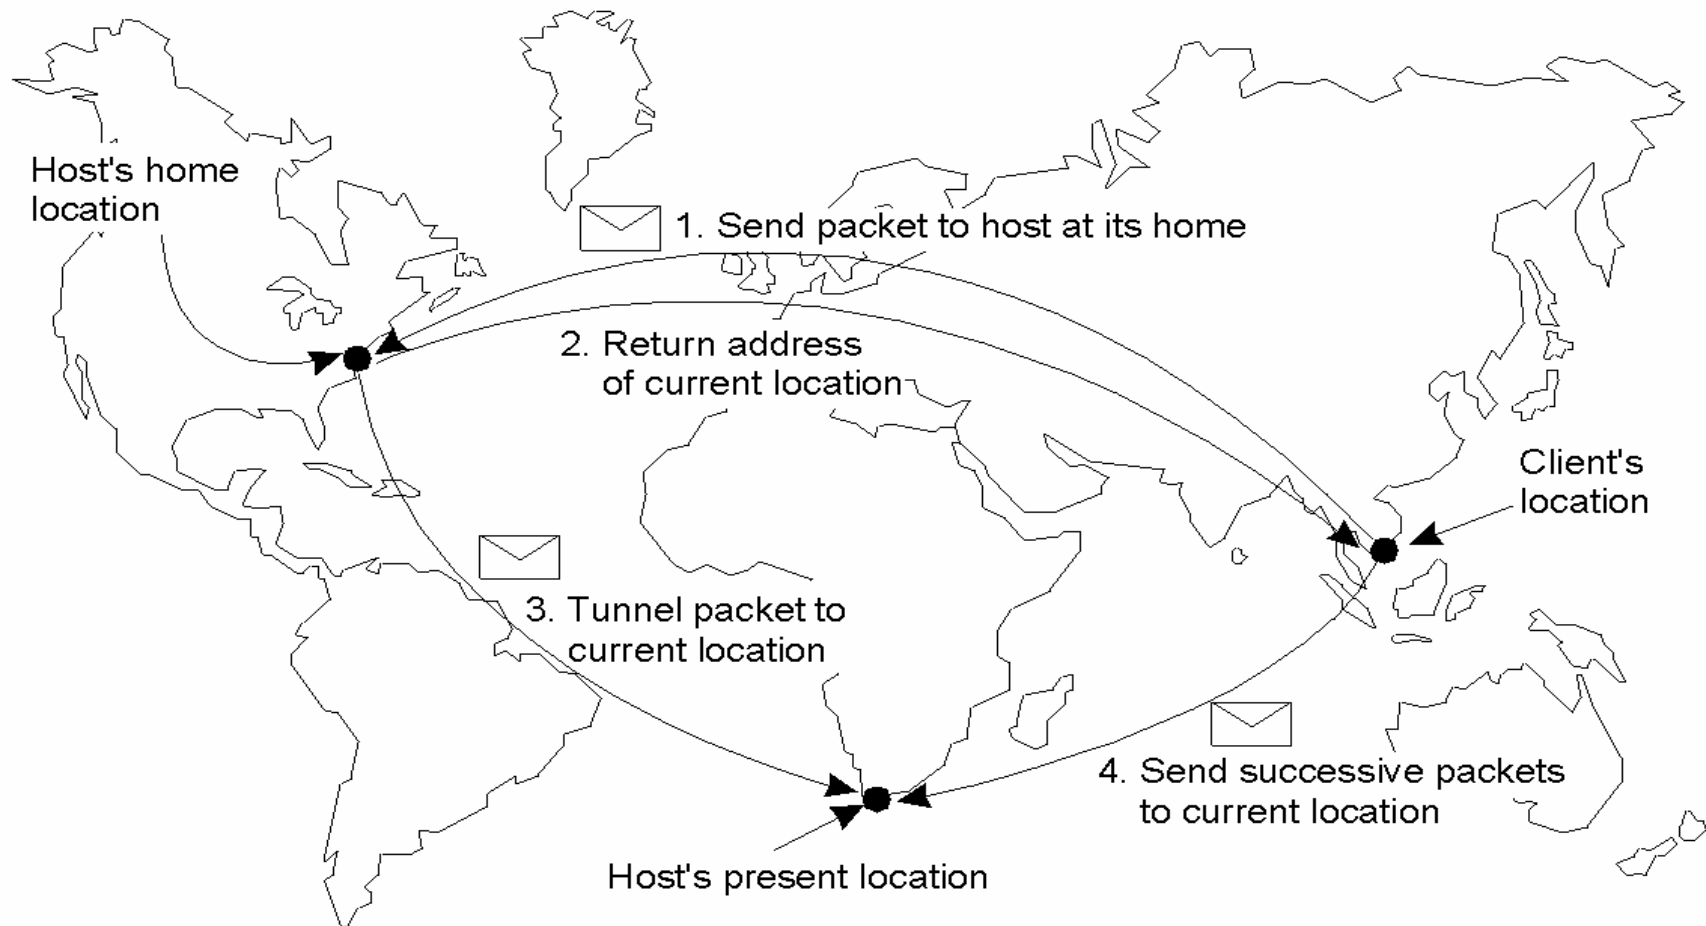 Host's home
location
1. Send packet to host at its home
2. Return address
of current location
Client's
location
3. Tunnel packet to
current location
4. Send successive packets
to current location
Host's present location